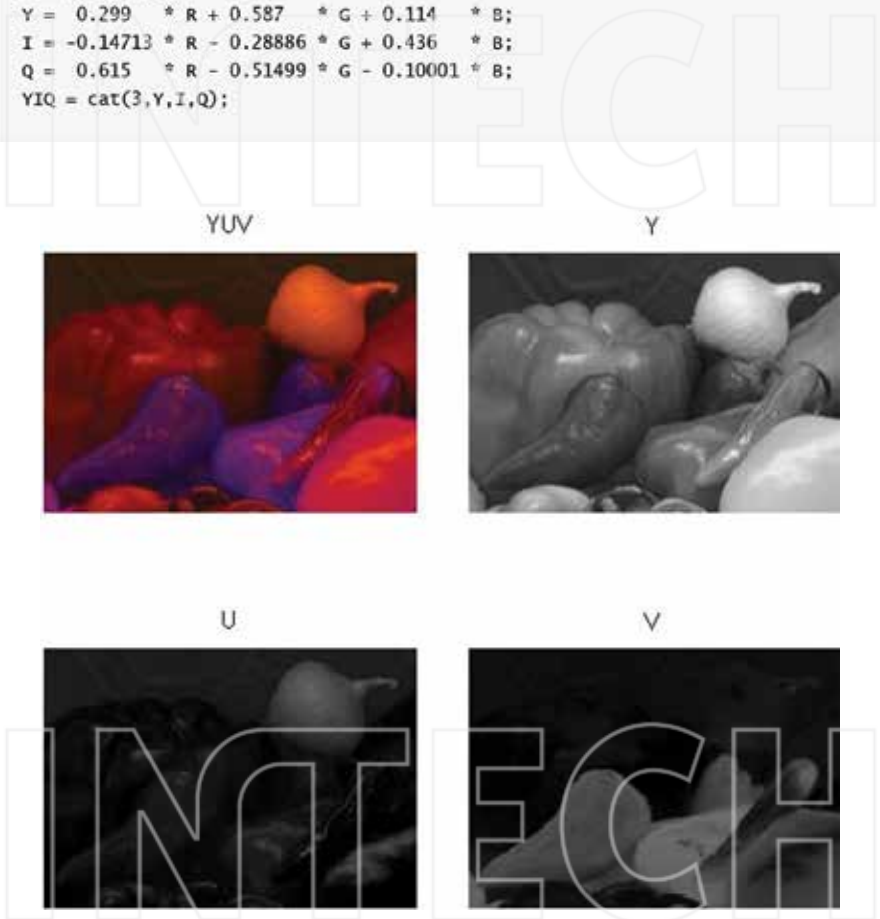 Y = 0.299 * R + 0.587 * G + 0.114 * B;
I = -0.14713 * R - 0.28886 * G + 0.436 * B;
Q = 0.615 * R - 0.51499 * G - 0.10001 * B;
YIQ = cat(3,Y,I,Q);
INTECH
YUV
Y
U
V
INTECH